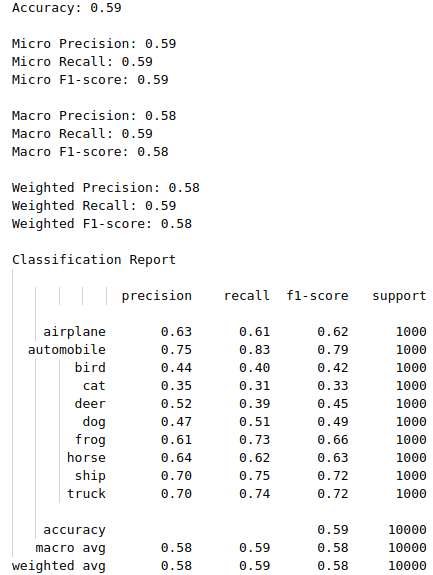 Accuracy: 0.59
Micro Precision: 0.59
Micro Recall: 0.59
Micro F1-score: 0.59
Macro Precision: 0.58
Macro Recall: 0.59
Macro F1-score: 0.58
Weighted Precision: 0.58
Weighted Recall: 0.59
Weighted F1-score: 0.58
Classification Report
precision recall f1-score support
airplane 0.63 0.61 0.62 1000
automobile 0.75 0.83 0.79 1000
bird 0.44 0.40 0.42 1000
cat 0.35 0.31 0.33 1000
deer 0.52 0.39 0.45 1000
dog 0.47 0.51 0.49 1000
frog 0.61 0.73 0.66 1000
horse 0.64 0.62 0.63 1000
ship 0.70 0.75 0.72 1000
truck 0.70 0.74 0.72 1000
accuracy 0.59 10000
macro avg 0.58 0.59 0.58 10000
weighted avg 0.58 0.59 0.58 10000